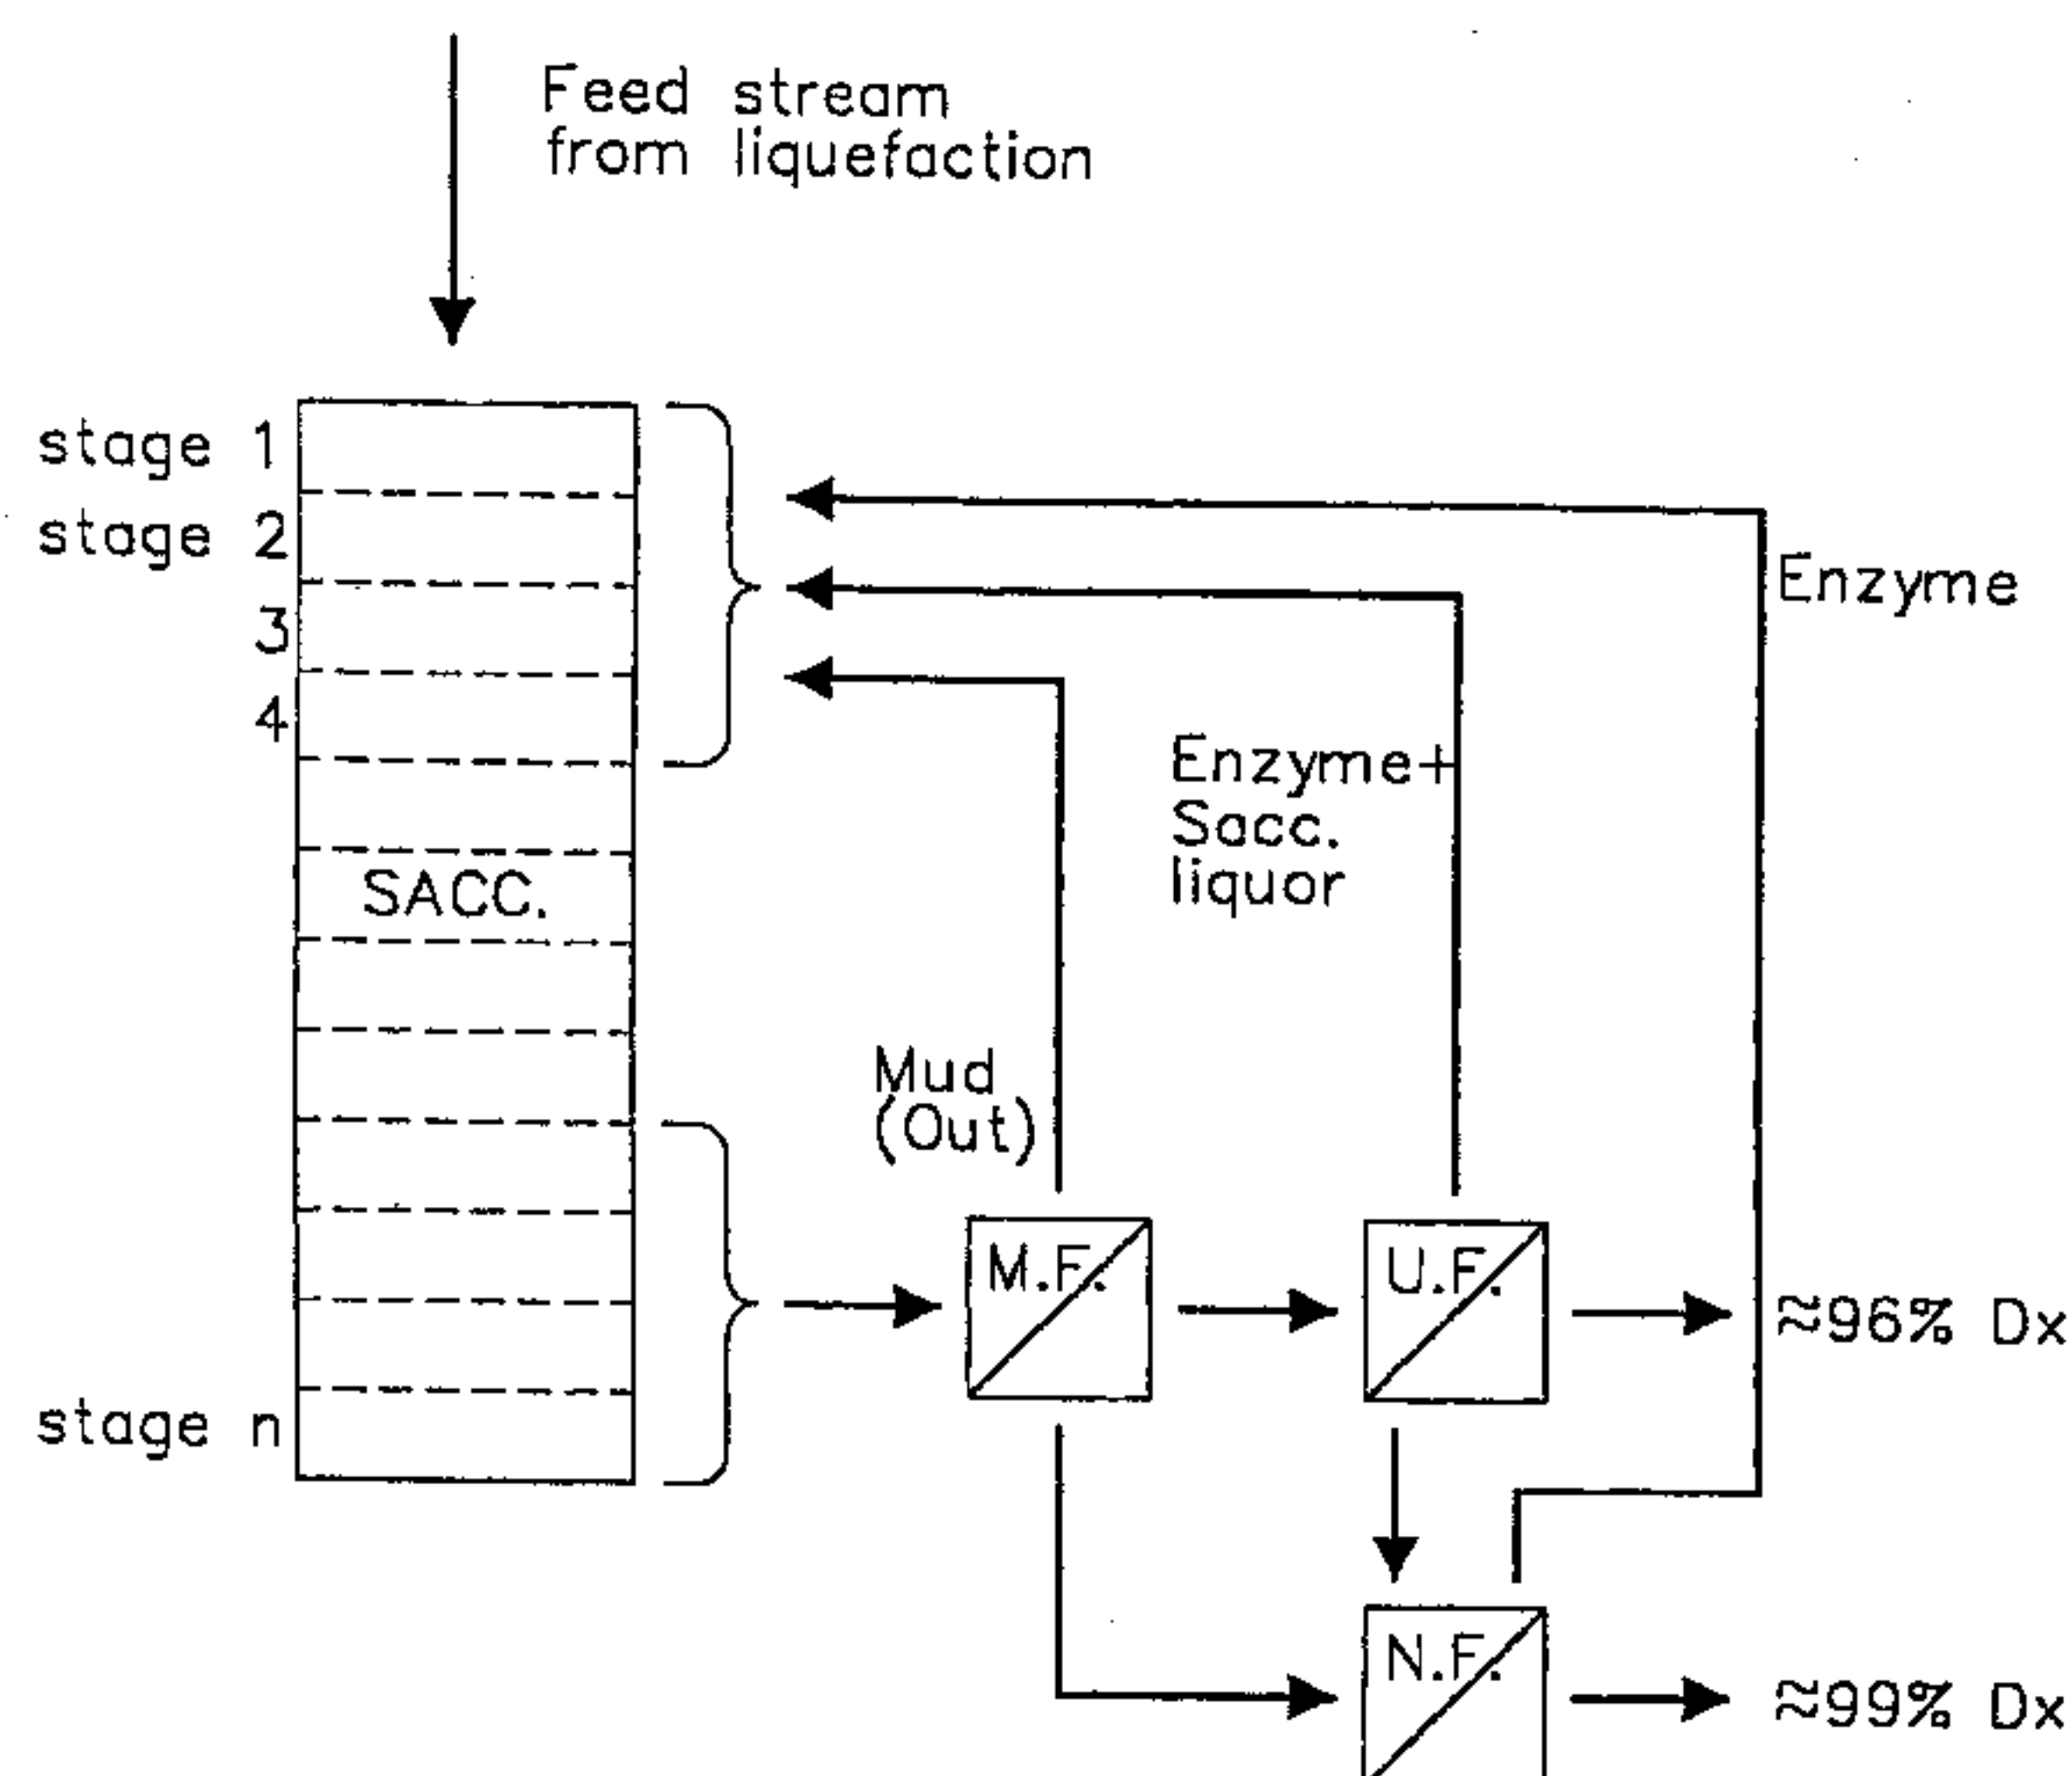 Feed stream
from liquefaction
stage 1
stage 2
3
4
SACC.
stage n
Enzyme
Enzyme+
Sacc.
liquor
Mud
(Out)
M.F.
U.F.
≈96% Dx
N.F.
≈99% Dx